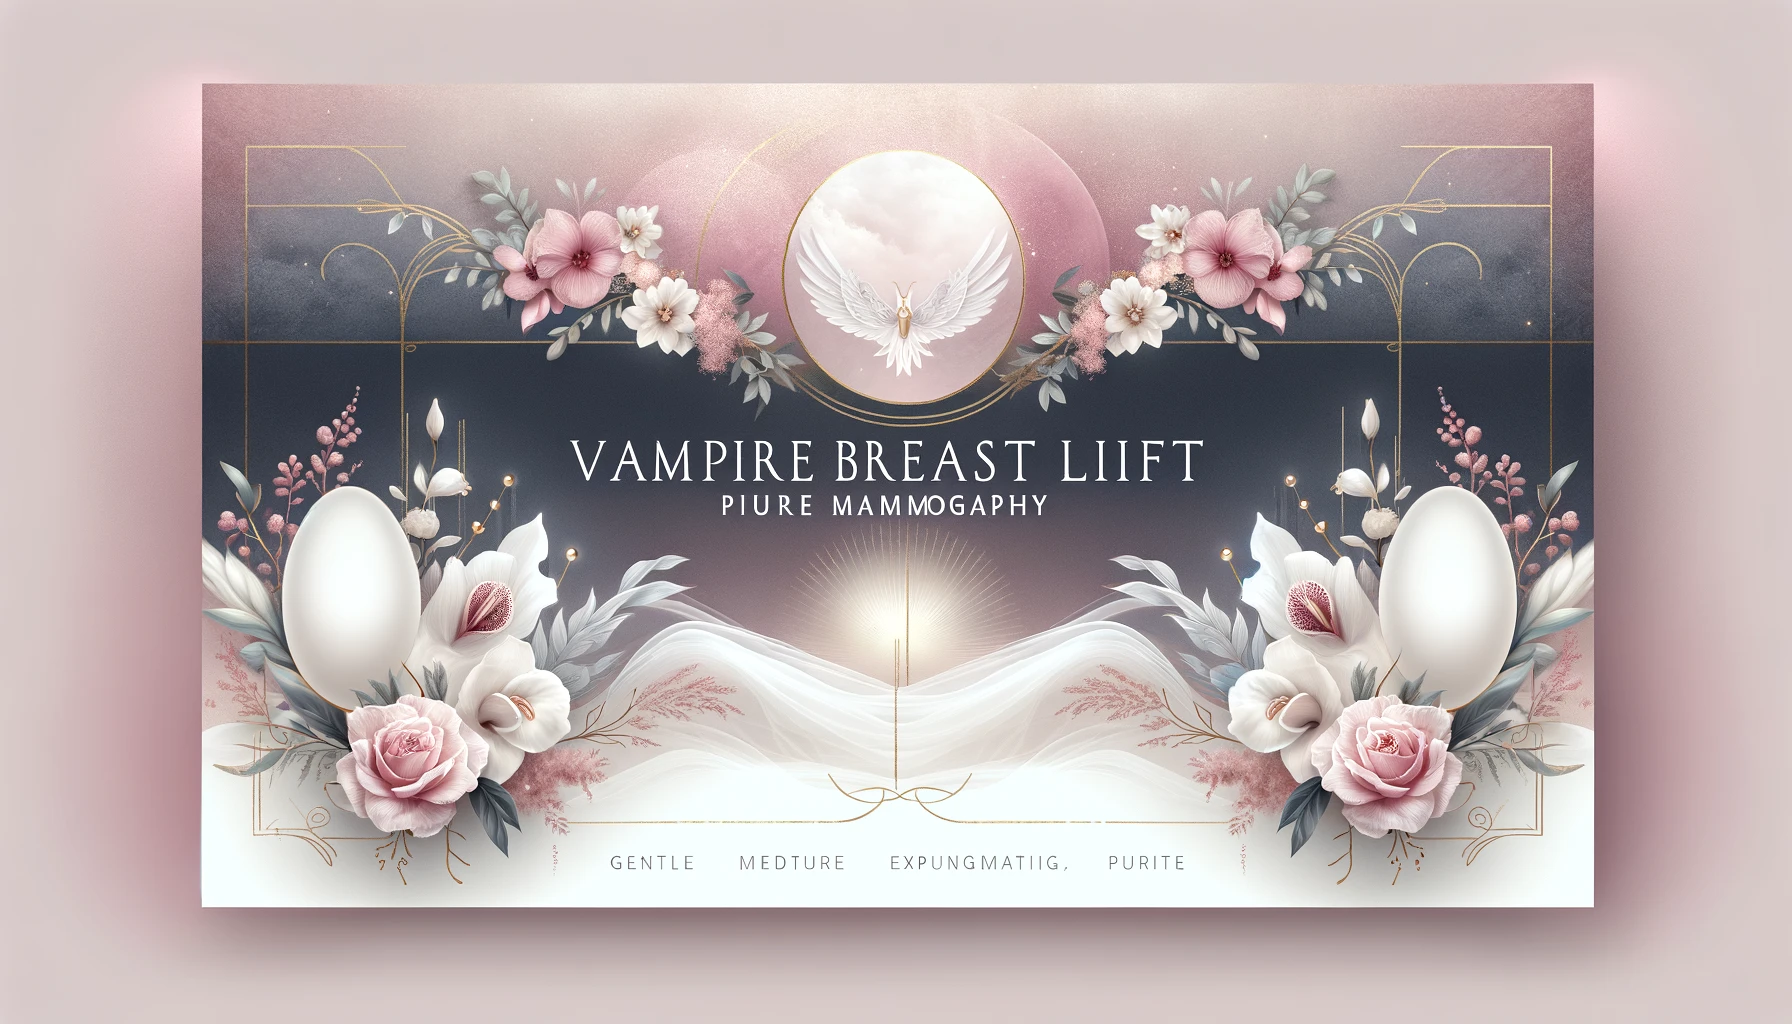 VAMPIRE BREAST LIIFT
PIURE MAMMOGAPHY
GENTLE MEDTURE EXPUNGMATIIG, PURITE